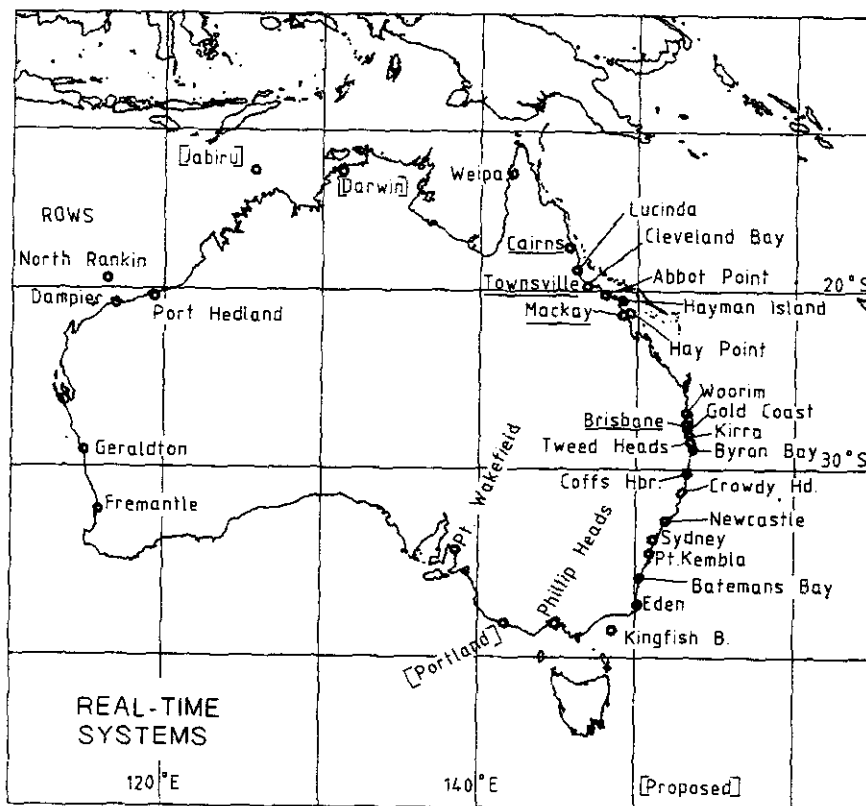 [Jabiru]
[Darwin]
Weipa
ROWS
Lucinda
Cairns
Cleveland Bay
North Rankin
Townsville
Abbot Point
20°S
Dampier
Port Hedland
Hayman Island
Mackay
Hay Point
Woorim
Brisbane
Gold Coast
Kirra
Tweed Heads
Byron Bay
Geraldton
30°S
Coffs Hbr.
Crowdy Hd.
Fremantle
Pt. Wakefield
Newcastle
Phillip Heads
Sydney
Pt. Kembla
Batemans Bay
Eden
[Portland]
Kingfish B.
REAL-TIME
SYSTEMS
120°E
140°E
[Proposed]